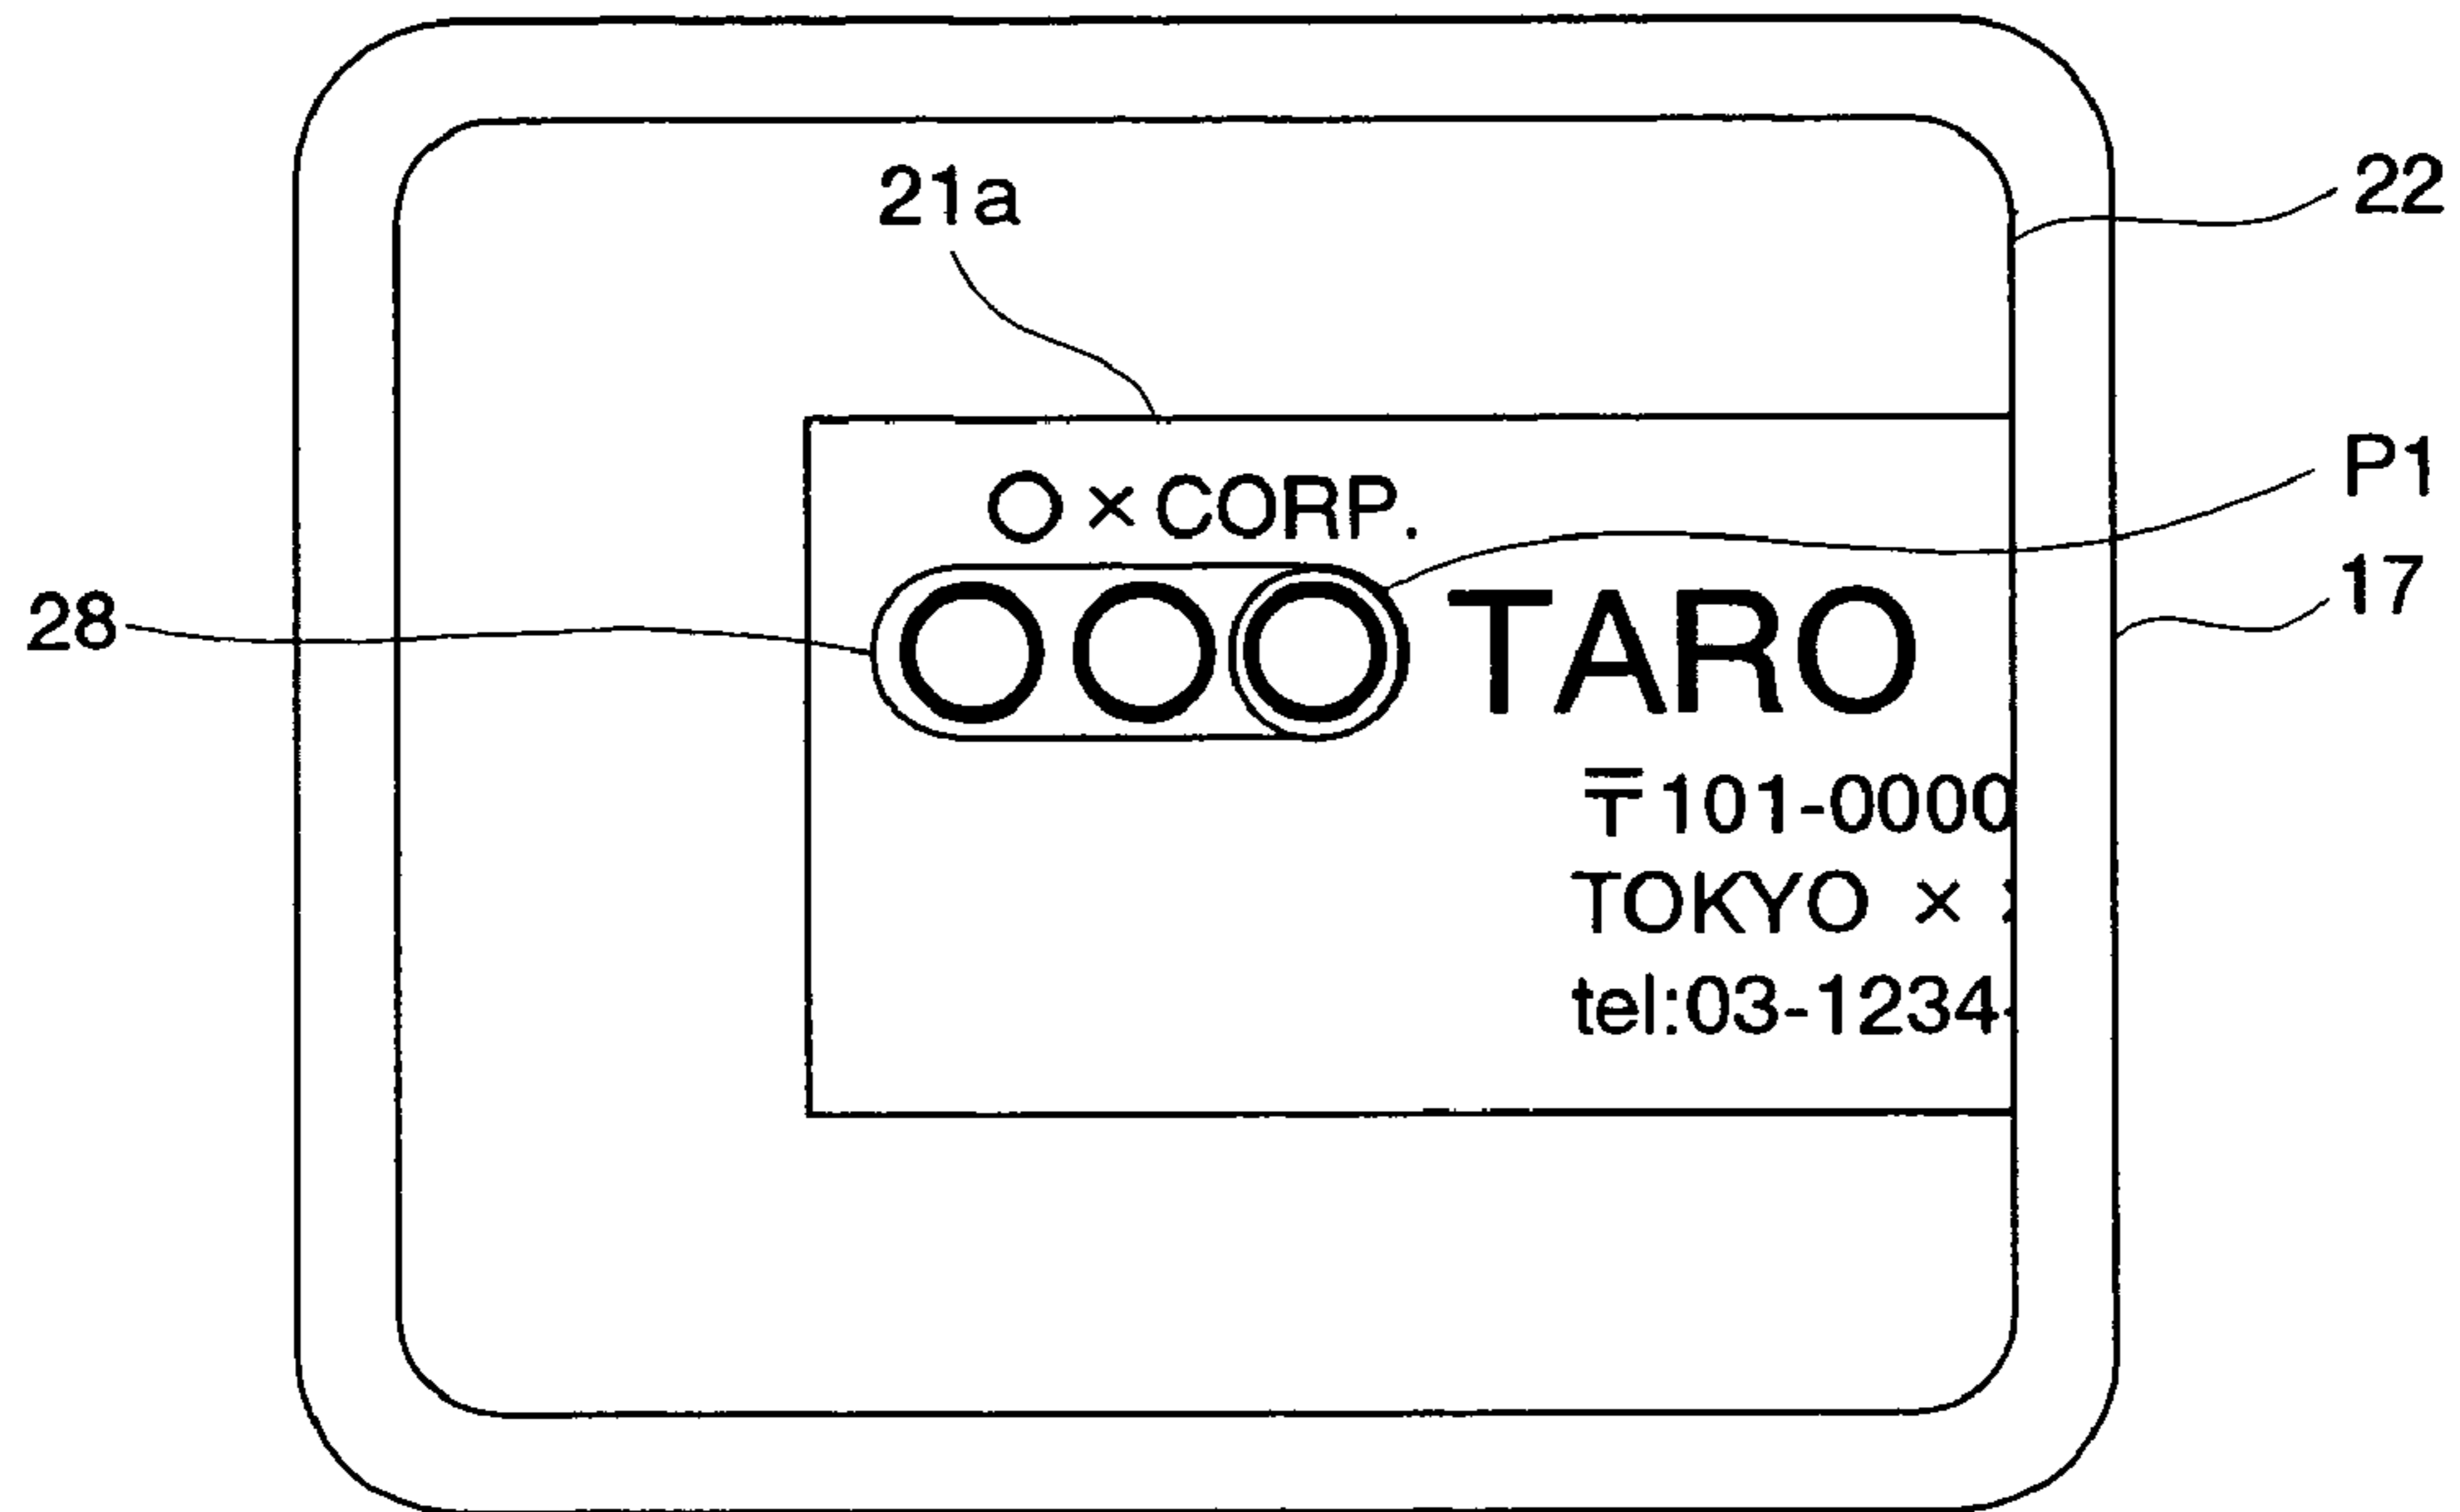 21a
22
○×CORP.
P1
17
28
○○○ TARO
〒101-0000
TOKYO ×
tel:03-1234-